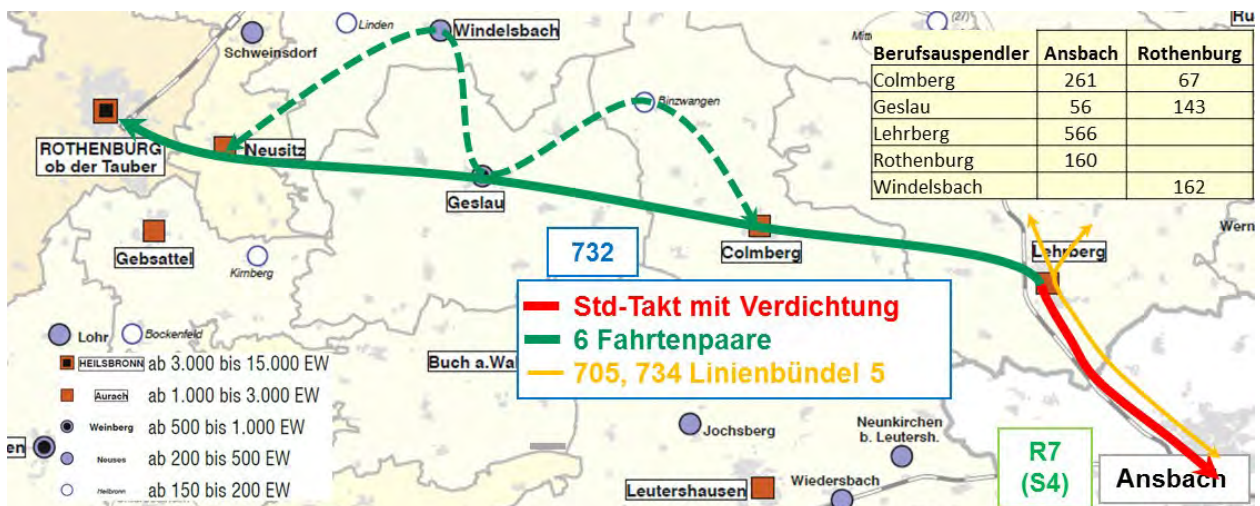 Linden
Windelsbach
(27)
Schweinsdorf
Berufsauspendler Ansbach Rothenburg
Colmberg 261 67
Geslau 56 143
Lehrberg 566
Rothenburg 160
Windelsbach 162
Binzwangen
ROTHENBURG
ob der Tauber
Neusitz
Geslau
Gebsattel
Kirnberg
Colmberg
Lehrberg
Wern
732
Std-Takt mit Verdichtung
6 Fahrtenpaare
705, 734 Linienbündel 5
Lohr
Bockenfeld
HEILSBRONN ab 3.000 bis 15.000 EW
Aurach ab 1.000 bis 3.000 EW
Weinberg ab 500 bis 1.000 EW
Neuses ab 200 bis 500 EW
Heilbronn ab 150 bis 200 EW
en
Buch a.Wal
Jochsberg
Neunkirchen
b. Leutersh.
Leutershausen
Wiedersbach
R7
(S4)
Ansbach